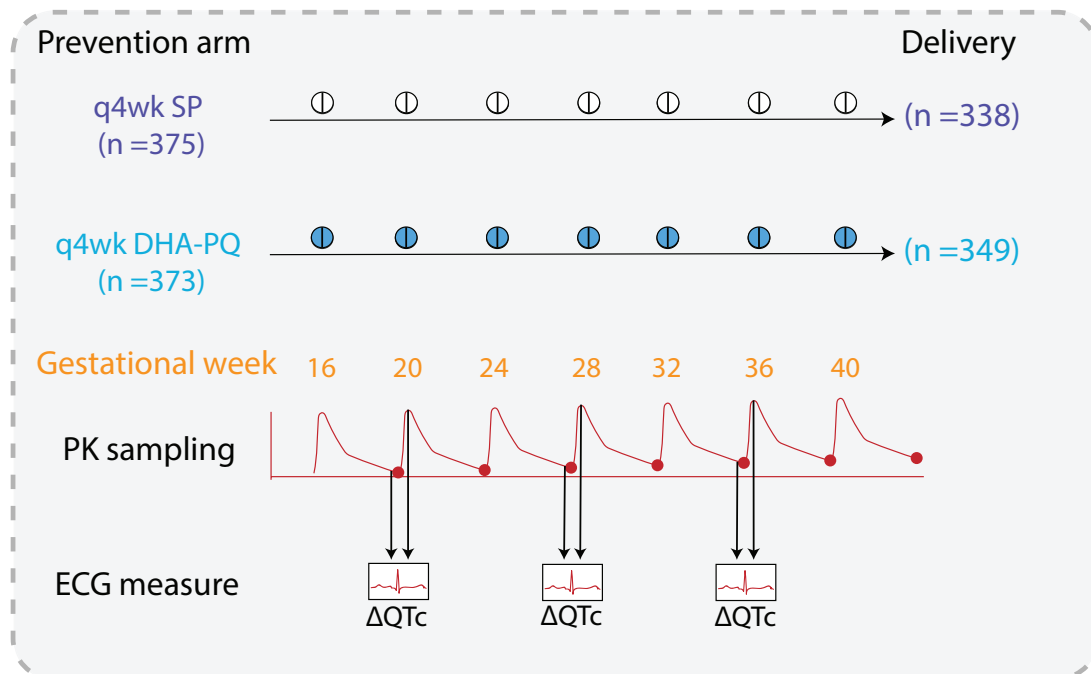 Prevention arm
Delivery
q4wk SP
(n =375)
(n =338)
q4wk DHA-PQ
(n =373)
(n =349)
Gestational week 16 20 24 28 32 36 40
PK sampling
ECG measure
ΔQTc ΔQTc ΔQTc